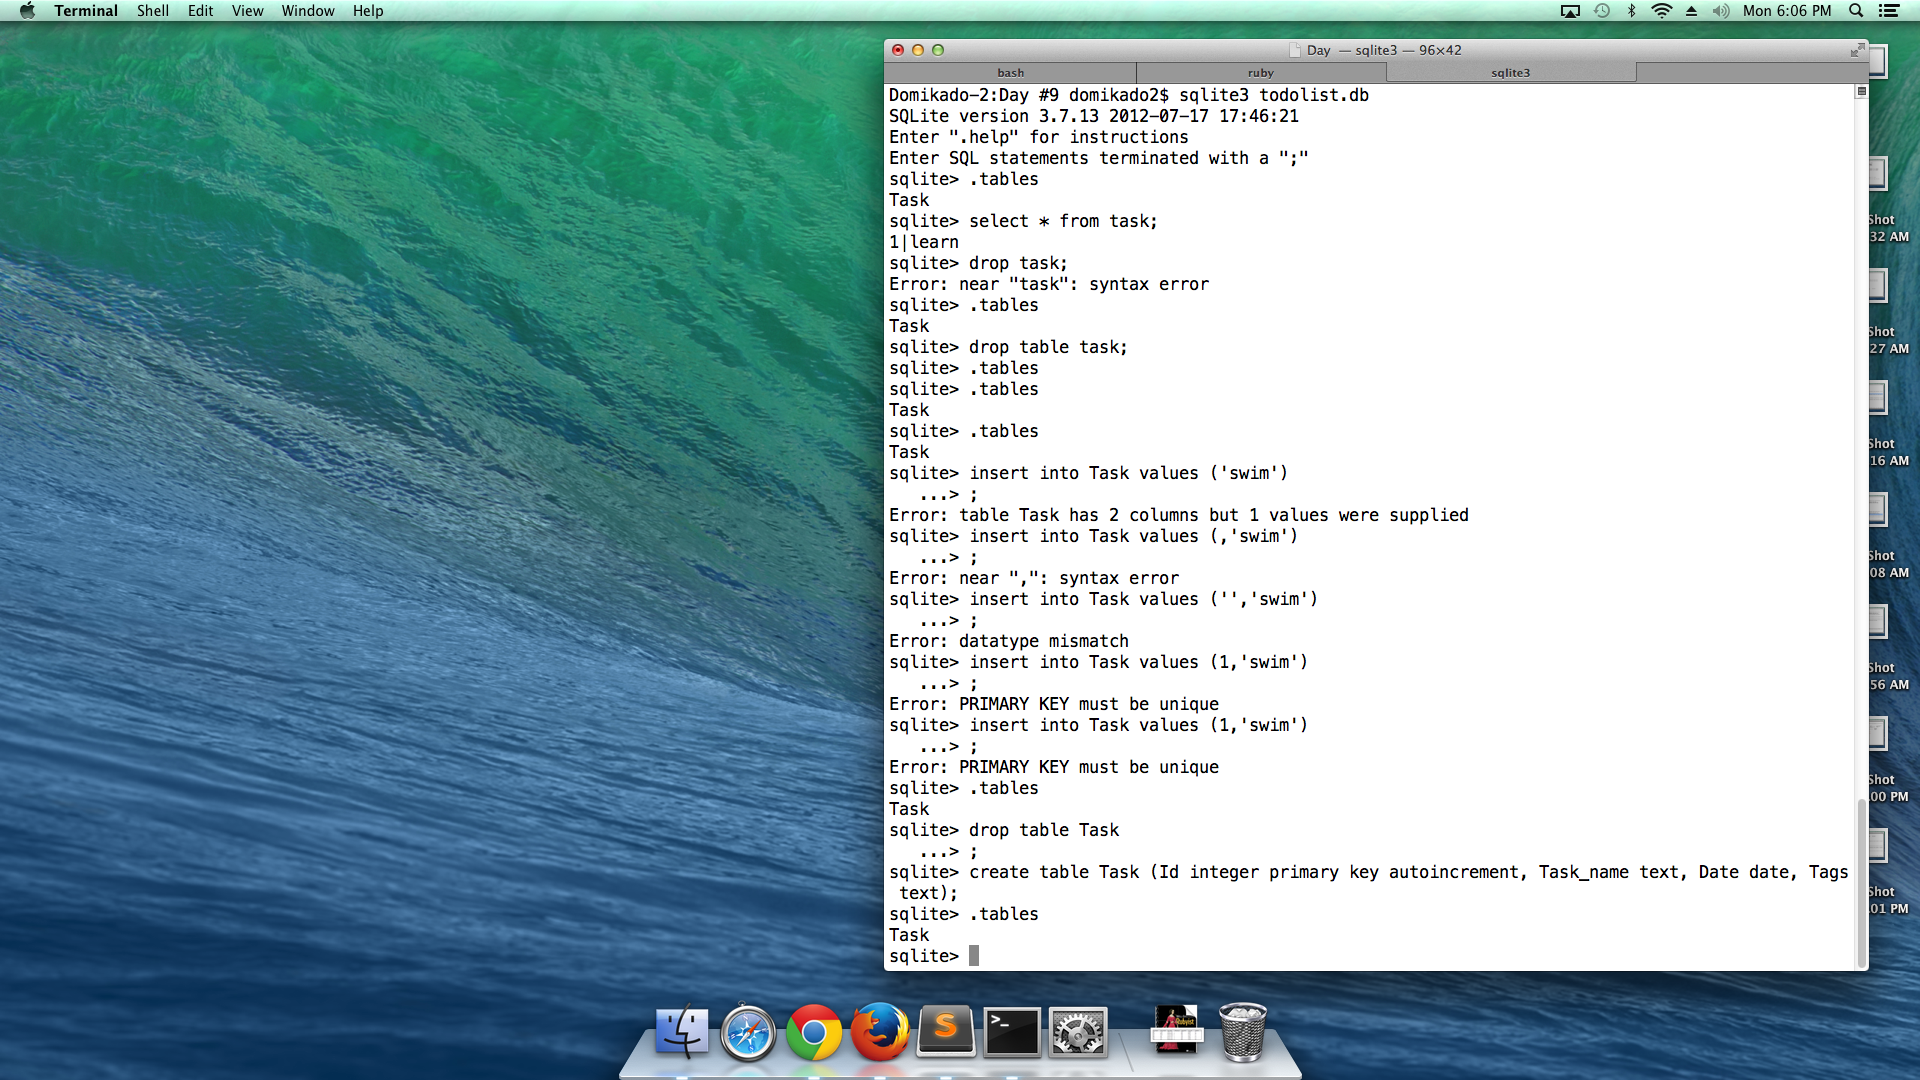 Terminal Shell Edit View Window Help Mon 6:06 PM
Day — sqlite3 — 96×42
bash ruby sqlite3
Domikado-2:Day #9 domikado2$ sqlite3 todolist.db
SQLite version 3.7.13 2012-07-17 17:46:21
Enter ".help" for instructions
Enter SQL statements terminated with a ";"
sqlite> .tables
Task
sqlite> select * from task;
1|learn
sqlite> drop task;
Error: near "task": syntax error
sqlite> .tables
Task
sqlite> drop table task;
sqlite> .tables
sqlite> .tables
Task
sqlite> .tables
Task
sqlite> insert into Task values ('swim')
   ...> ;
Error: table Task has 2 columns but 1 values were supplied
sqlite> insert into Task values (,'swim')
   ...> ;
Error: near ",": syntax error
sqlite> insert into Task values ('','swim')
   ...> ;
Error: datatype mismatch
sqlite> insert into Task values (1,'swim')
   ...> ;
Error: PRIMARY KEY must be unique
sqlite> insert into Task values (1,'swim')
   ...> ;
Error: PRIMARY KEY must be unique
sqlite> .tables
Task
sqlite> drop table Task
   ...> ;
sqlite> create table Task (Id integer primary key autoincrement, Task_name text, Date date, Tags
 text);
sqlite> .tables
Task
sqlite>
Shot
32 AM
Shot
27 AM
Shot
16 AM
Shot
08 AM
Shot
56 AM
Shot
00 PM
Shot
01 PM